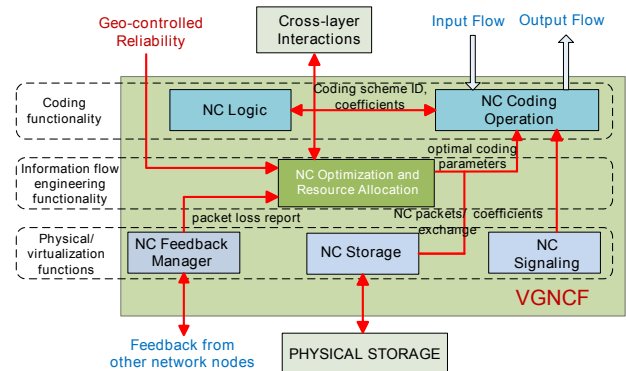 Geo-controlled
Reliability
Cross-layer
Interactions
Input Flow
Output Flow
Coding
functionality
NC Logic
Coding scheme ID,
coefficients
NC Coding
Operation
Information flow
engineering
functionality
NC Optimization and
Resource Allocation
optimal coding
parameters
packet loss report
NC packets/ coefficients
exchange
Physical/
virtualization
functions
NC Feedback
Manager
NC Storage
NC
Signaling
VGNCF
Feedback from
other network nodes
PHYSICAL STORAGE